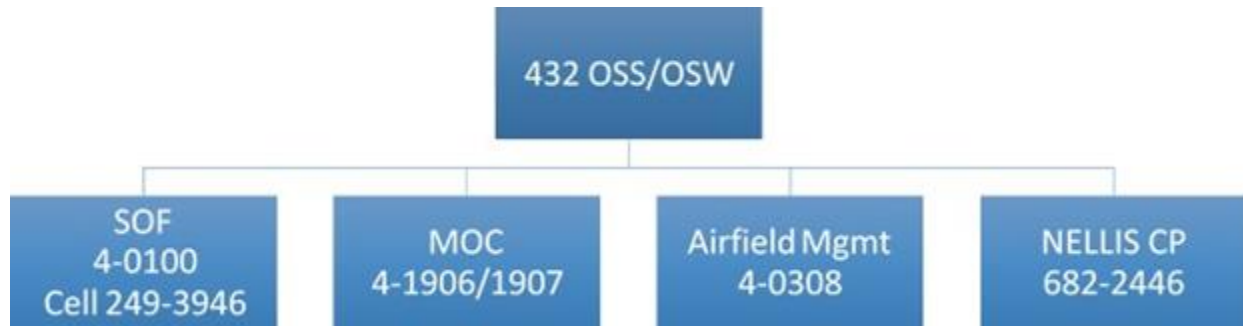 432 OSS/OSW
SOF
4-0100
Cell 249-3946
MOC
4-1906/1907
Airfield Mgmt
4-0308
NELLIS CP
682-2446